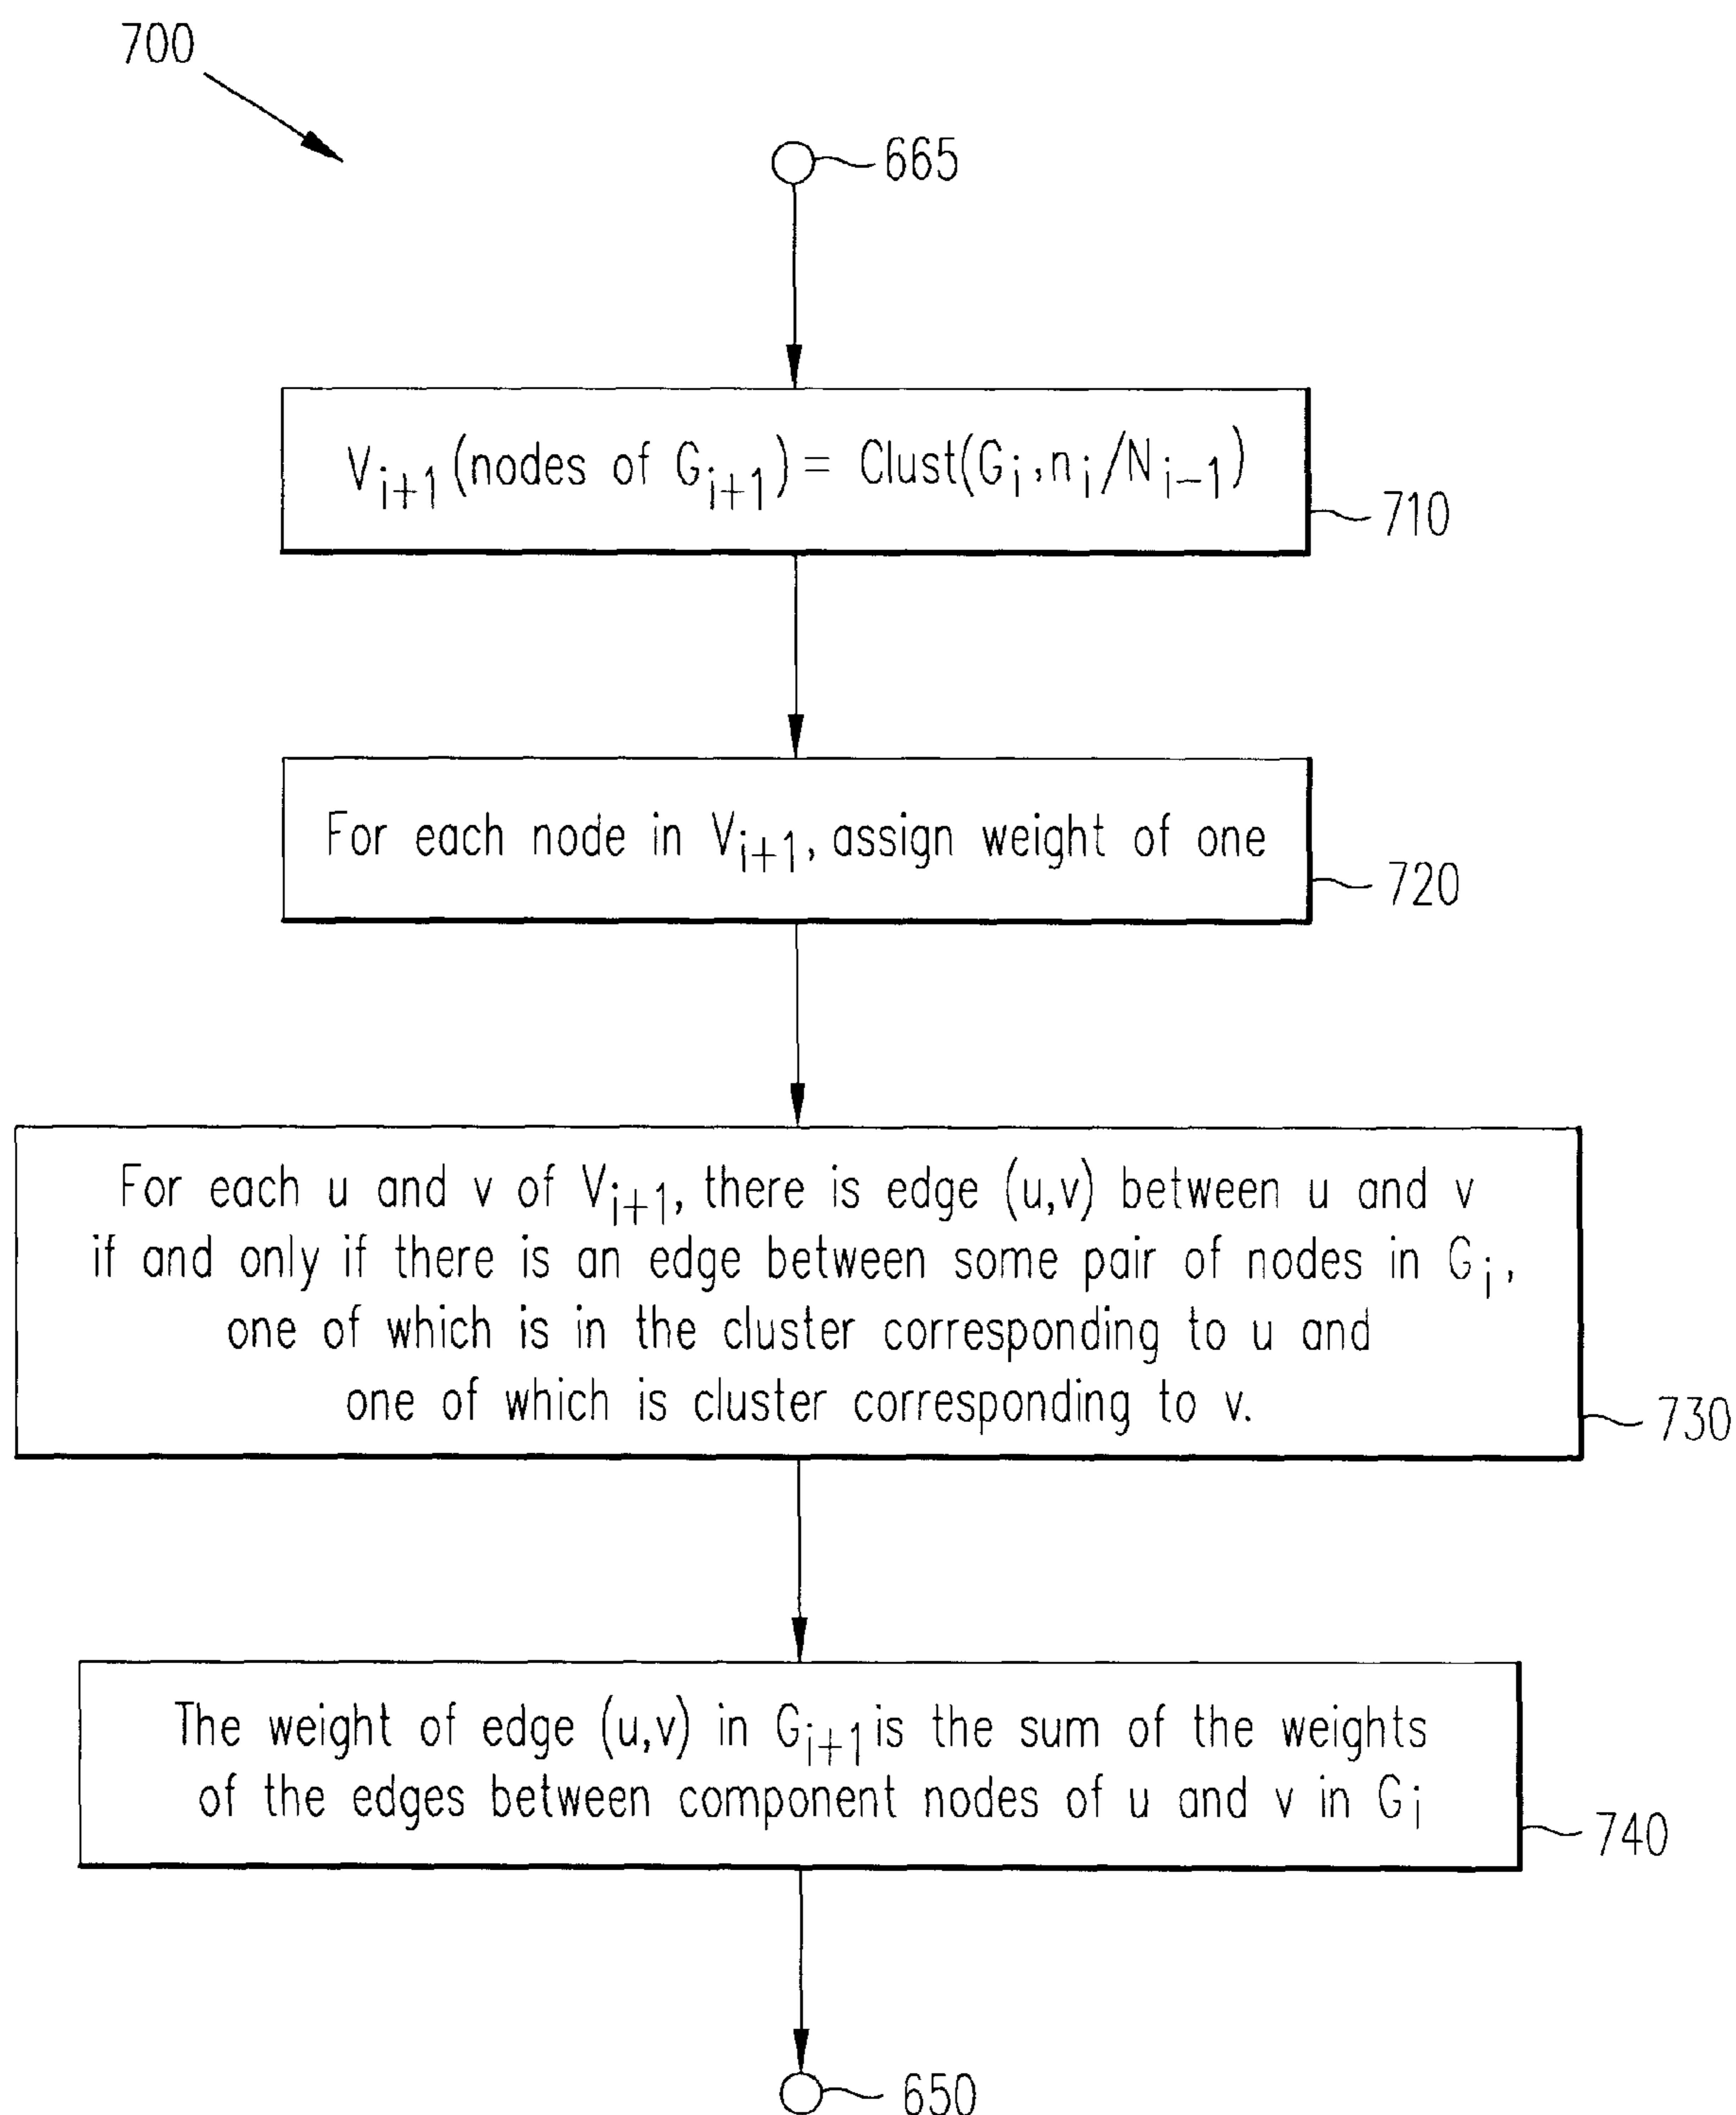 700
665
V_{i+1} (nodes of G_{i+1}) = Clust(G_i, n_i/N_{i-1})
710
For each node in V_{i+1}, assign weight of one
720
For each u and v of V_{i+1}, there is edge (u,v) between u and v
if and only if there is an edge between some pair of nodes in G_i,
one of which is in the cluster corresponding to u and
one of which is cluster corresponding to v.
730
The weight of edge (u,v) in G_{i+1} is the sum of the weights
of the edges between component nodes of u and v in G_i
740
650